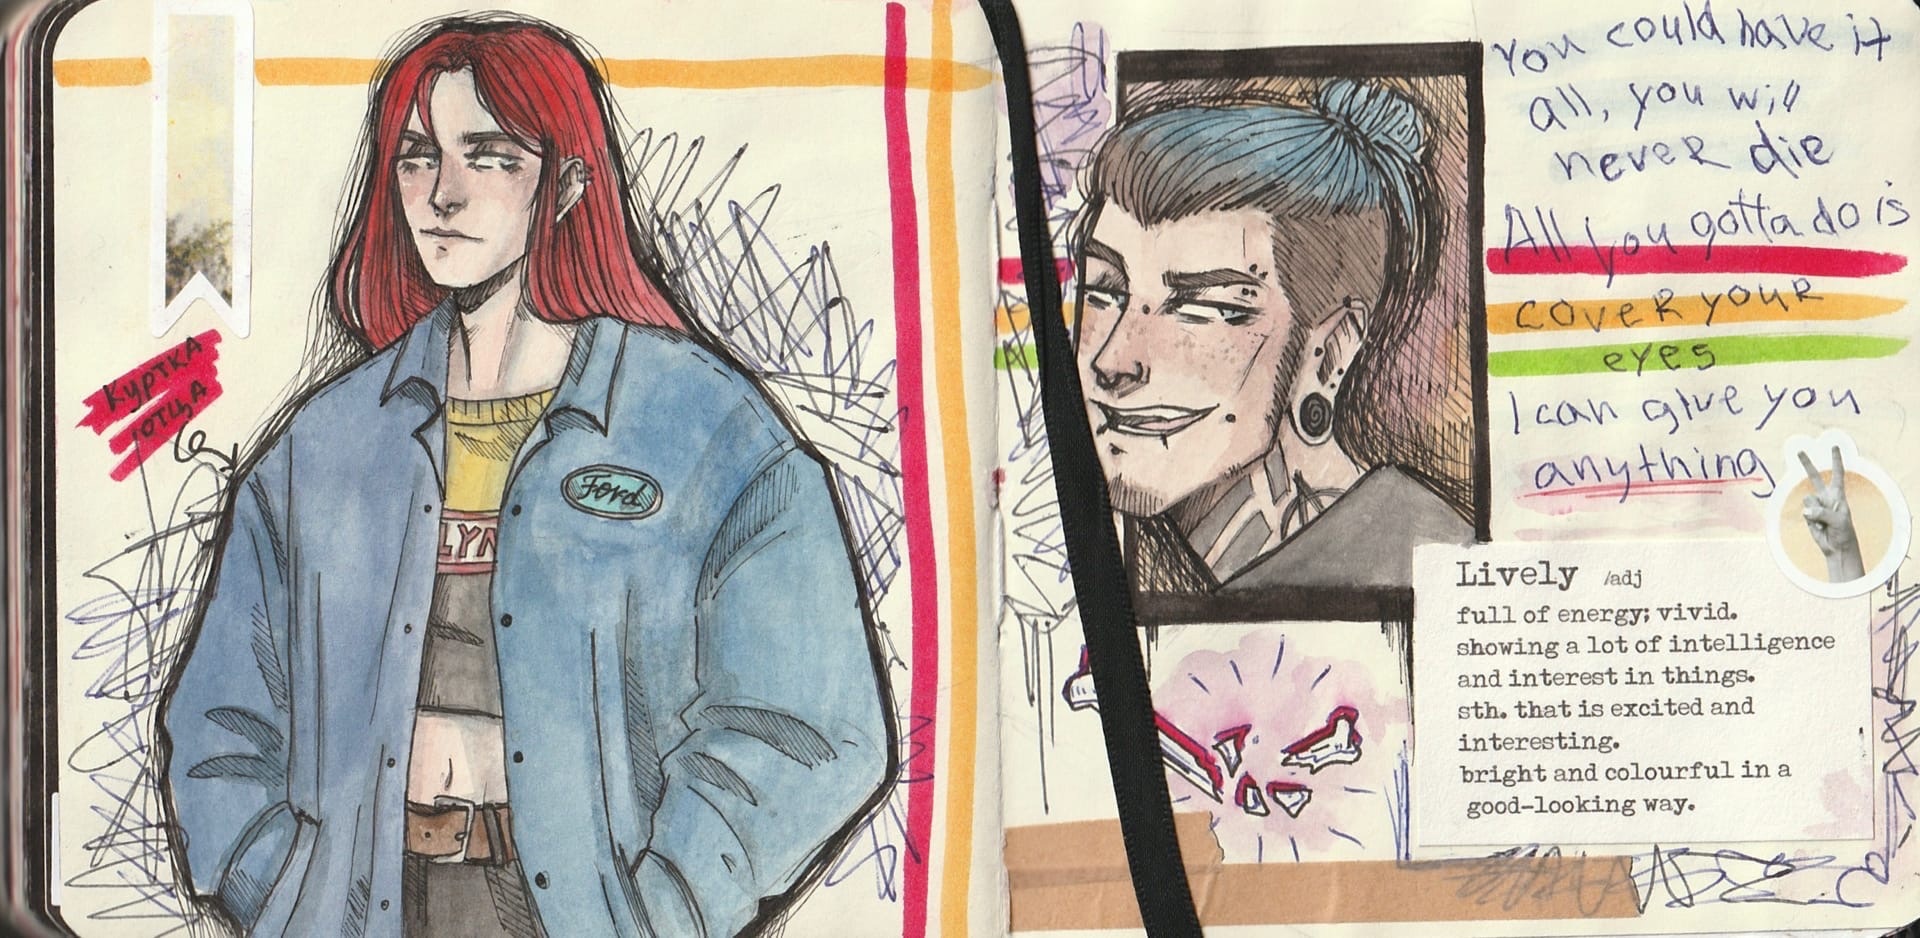 куртка
отца
Ford
LYN
You could have it
all, you will
never die
All you gotta do is
cover your
eyes
I can give you
anything
Lively /adj
full of energy; vivid.
showing a lot of intelligence
and interest in things.
sth. that is excited and
interesting.
bright and colourful in a
good-looking way.